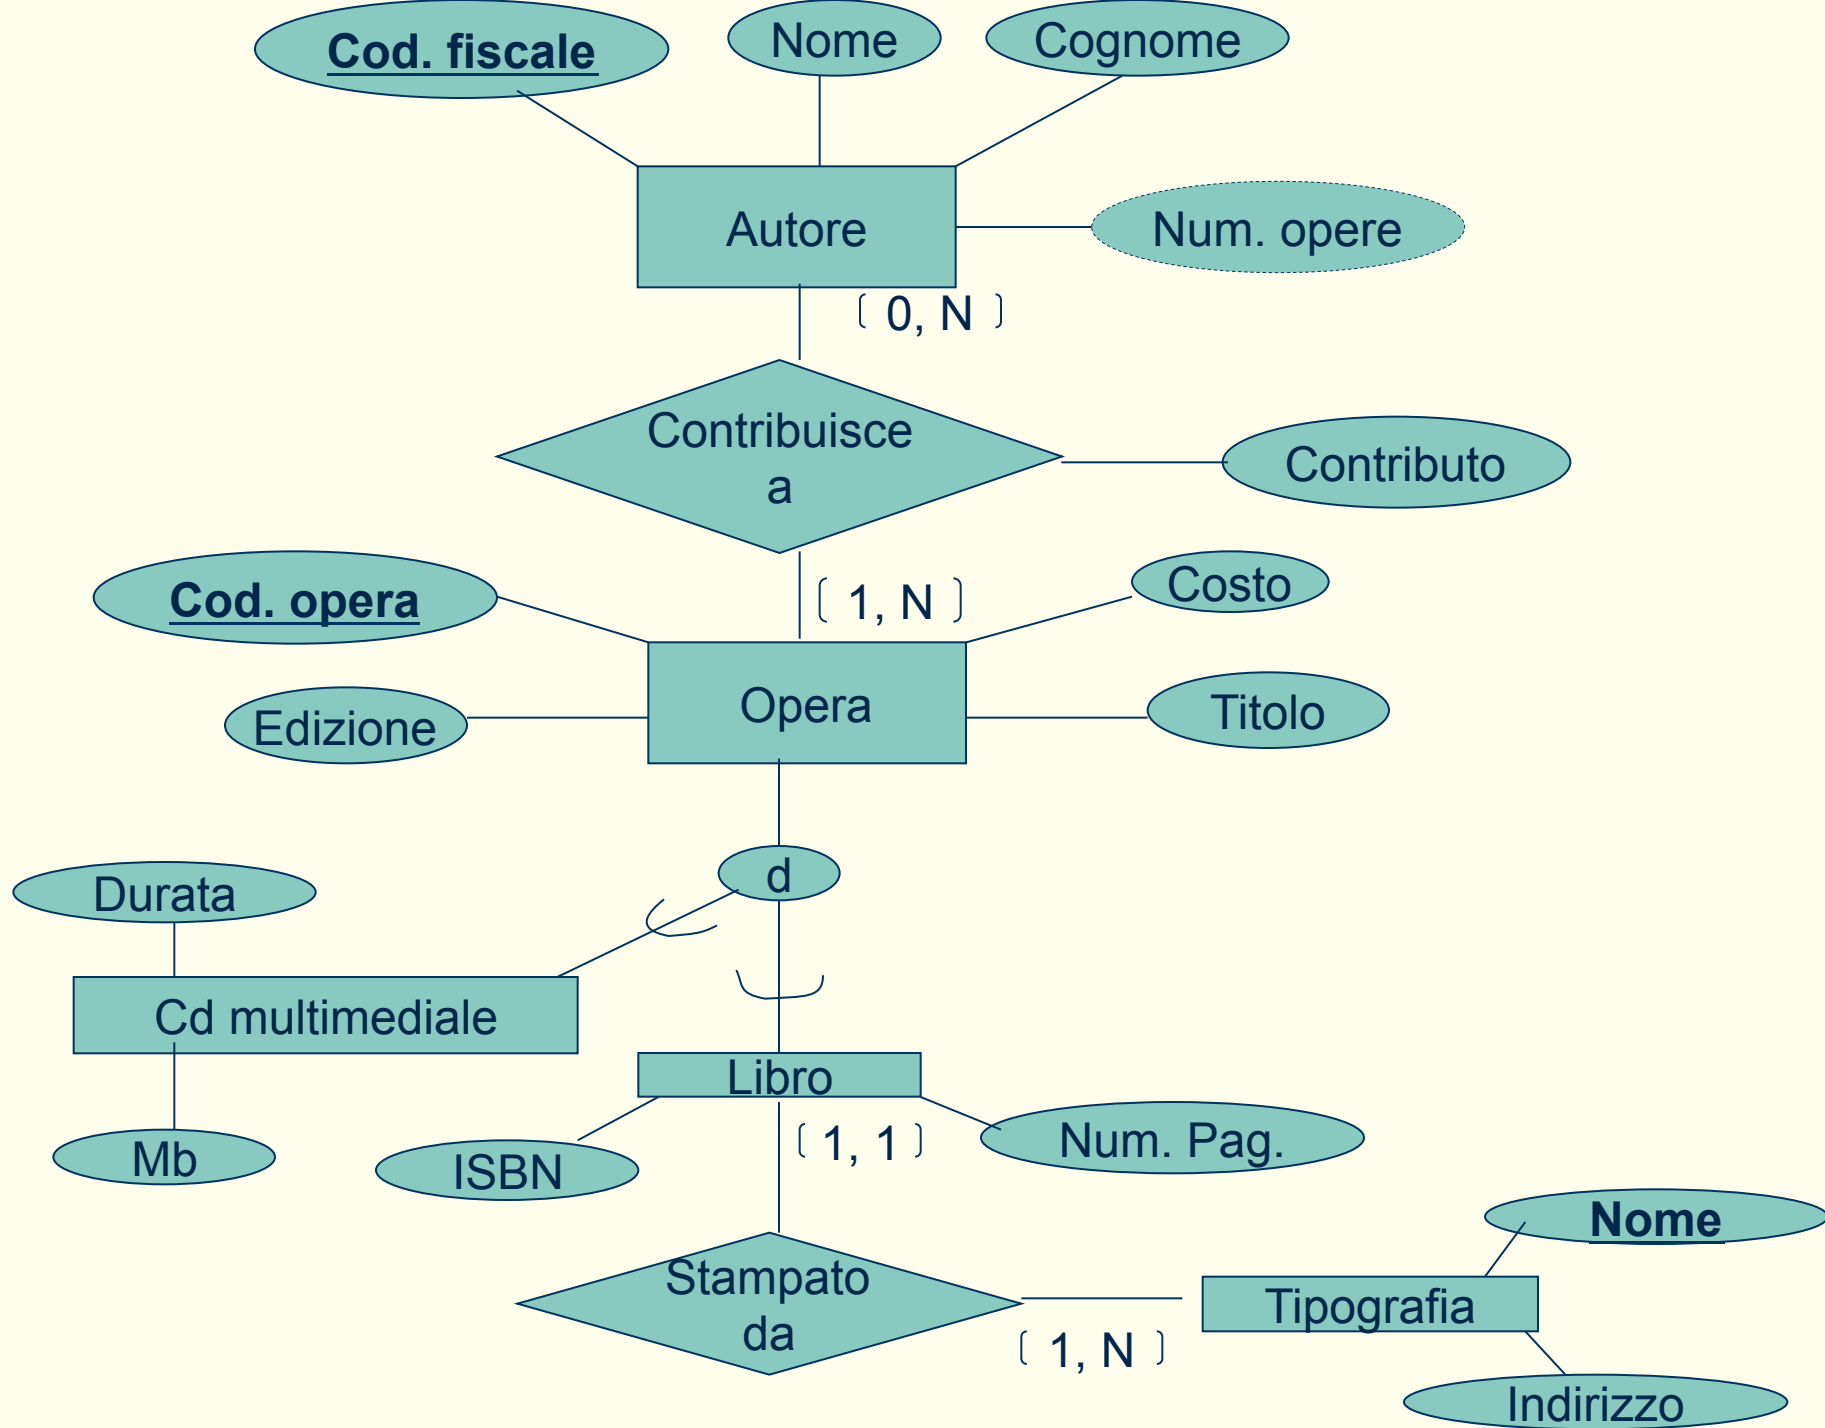 Cod. fiscale
Nome
Cognome
Autore
Num. opere
[ 0, N ]
Contribuisce
a
Contributo
Cod. opera
[ 1, N ]
Costo
Edizione
Opera
Titolo
d
Durata
Cd multimediale
Libro
Mb
ISBN
[ 1, 1 ]
Num. Pag.
Nome
Stampato
da
Tipografia
[ 1, N ]
Indirizzo